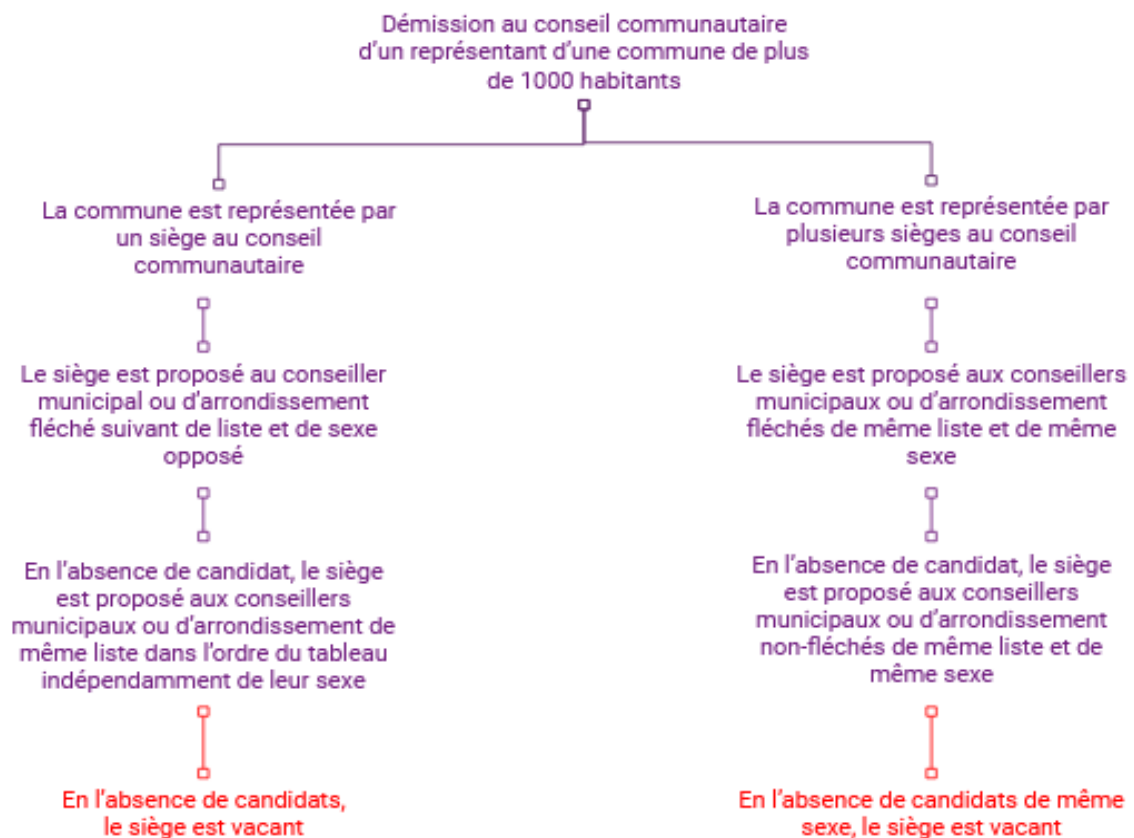 Démission au conseil communautaire
d'un représentant d'une commune de plus
de 1000 habitants
La commune est représentée par
un siège au conseil
communautaire
Le siège est proposé au conseiller
municipal ou d'arrondissement
fléché suivant de liste et de sexe
opposé
En l'absence de candidat, le siège
est proposé aux conseillers
municipaux ou d'arrondissement de
même liste dans l'ordre du tableau
indépendamment de leur sexe
En l'absence de candidats,
le siège est vacant
La commune est représentée par
plusieurs sièges au conseil
communautaire
Le siège est proposé aux conseillers
municipaux ou d'arrondissement
fléchés de même liste et de même
sexe
En l'absence de candidat, le siège
est proposé aux conseillers
municipaux ou d'arrondissement
non-fléchés de même liste et de
même sexe
En l'absence de candidats de même
sexe, le siège est vacant